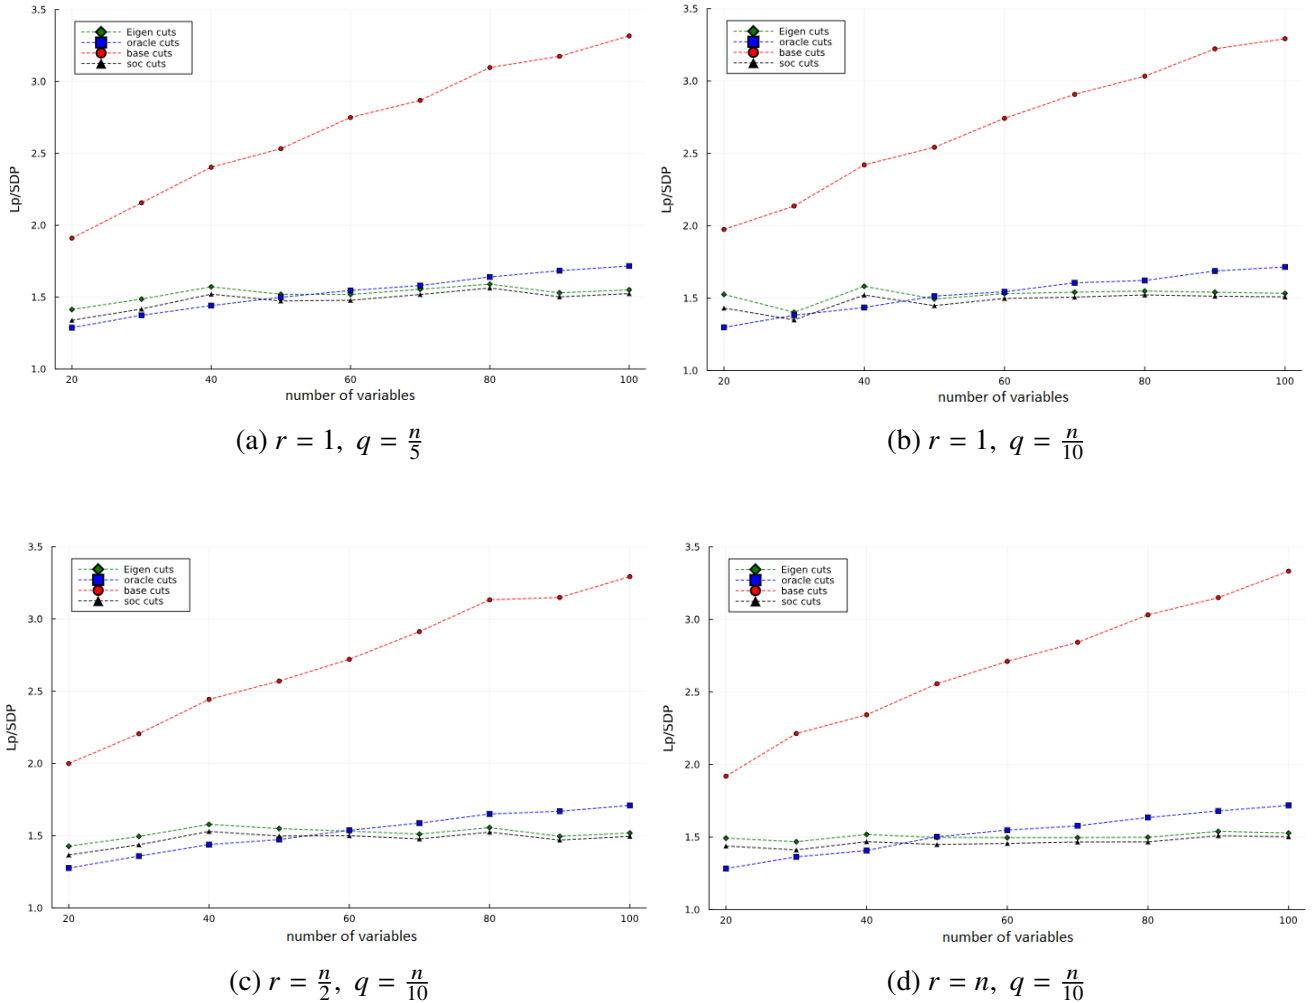 3.5
3.0
2.5
2.0
1.5
1.0
Lp/SDP
Eigen cuts
oracle cuts
base cuts
soc cuts
20 40 60 80 100
number of variables
(a) r = 1, q = n/5
3.5
3.0
2.5
2.0
1.5
1.0
Lp/SDP
Eigen cuts
oracle cuts
base cuts
soc cuts
20 40 60 80 100
number of variables
(b) r = 1, q = n/10
3.5
3.0
2.5
2.0
1.5
1.0
Lp/SDP
Eigen cuts
oracle cuts
base cuts
soc cuts
20 40 60 80 100
number of variables
(c) r = n/2, q = n/10
3.5
3.0
2.5
2.0
1.5
1.0
Lp/SDP
Eigen cuts
oracle cuts
base cuts
soc cuts
20 40 60 80 100
number of variables
(d) r = n, q = n/10